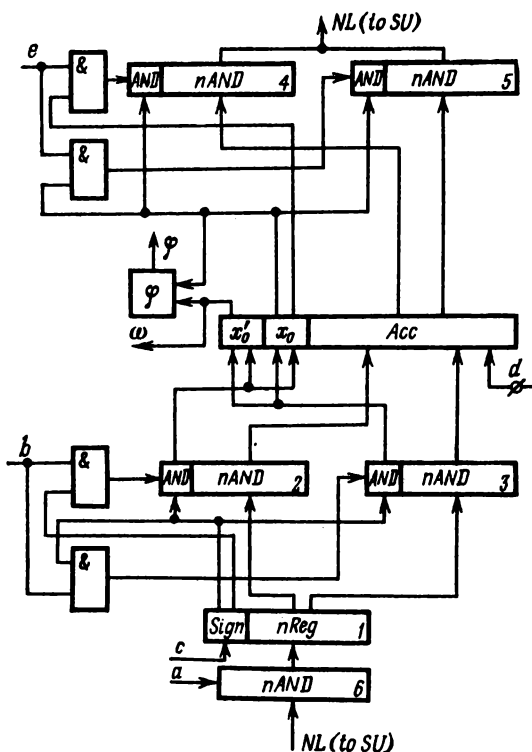 NL (to SU)
e
&
AND nAND 4
AND nAND 5
&
φ
φ
ω
x₀′ x₀ Acc
d
b
&
AND nAND 2
AND nAND 3
&
Sign nReg 1
c
a
nAND 6
NL (to SU)